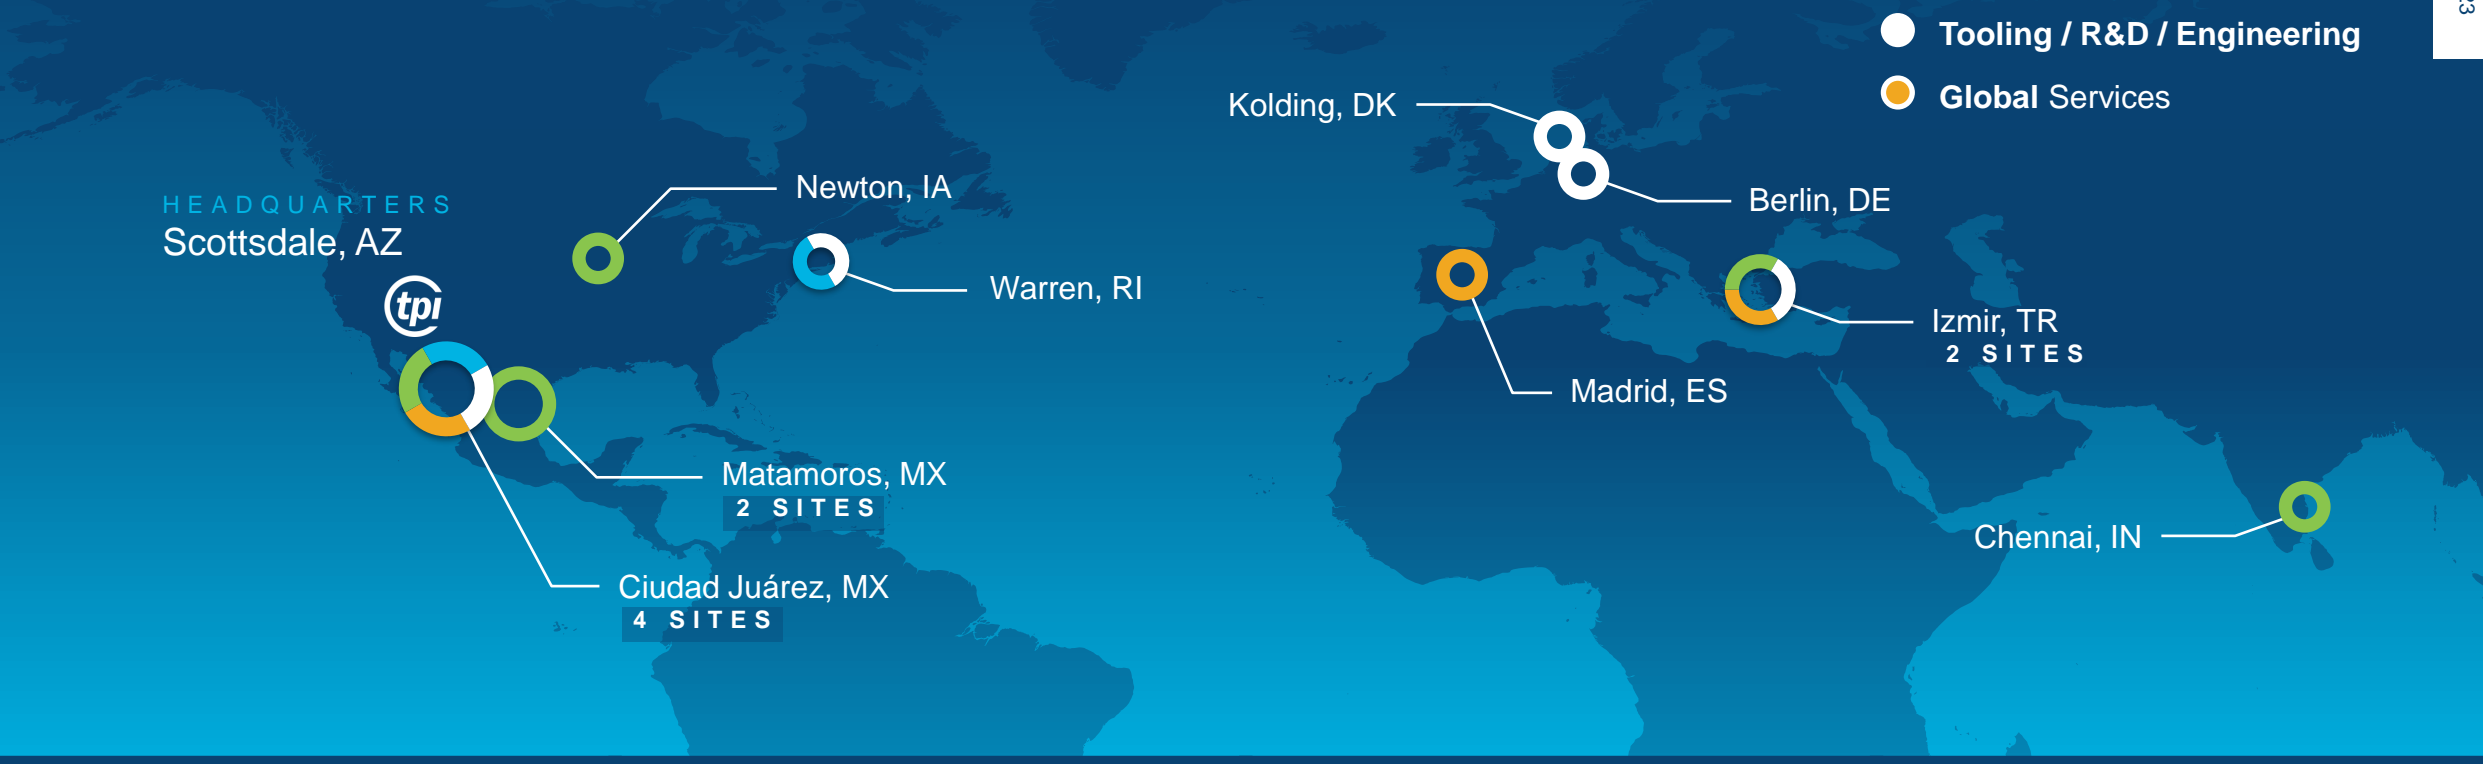 23
Tooling / R&D / Engineering
Global Services
Kolding, DK
Newton, IA
Berlin, DE
HEADQUARTERS
Scottsdale, AZ
tpi
Warren, RI
Izmir, TR
2 SITES
Madrid, ES
Matamoros, MX
2 SITES
Chennai, IN
Ciudad Juárez, MX
4 SITES